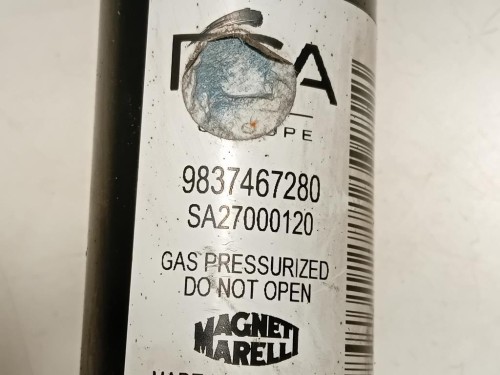 9837467280
SA27000120
GAS PRESSURIZED
DO NOT OPEN
MAGNETI
MARELLI